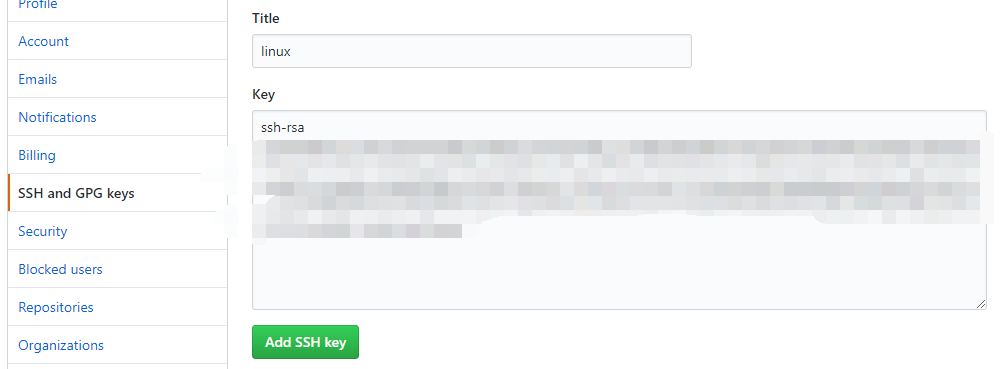 Profile
Account
Emails
Notifications
Billing
SSH and GPG keys
Security
Blocked users
Repositories
Organizations
Title
linux
Key
ssh-rsa
Add SSH key